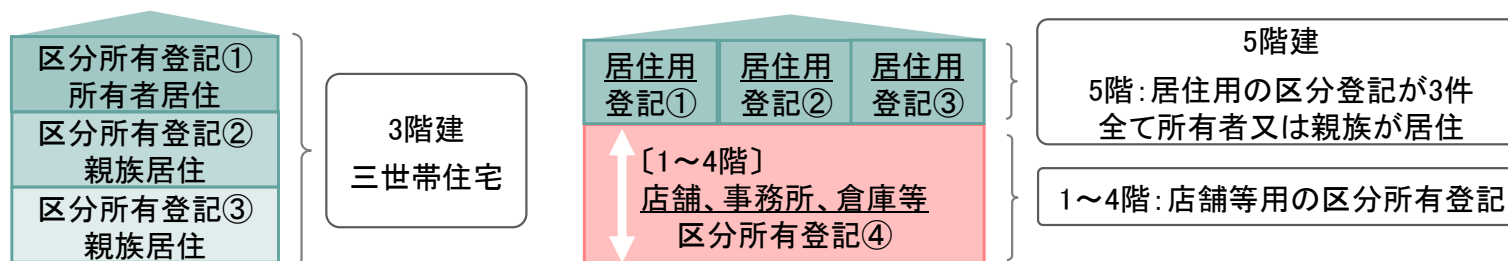 区分所有登記①
所有者居住
区分所有登記②
親族居住
区分所有登記③
親族居住
3階建
三世帯住宅
居住用
登記①
居住用
登記②
居住用
登記③
〔1～4階〕
店舗、事務所、倉庫等
区分所有登記④
5階建
5階：居住用の区分登記が3件
全て所有者又は親族が居住
1～4階：店舗等用の区分所有登記